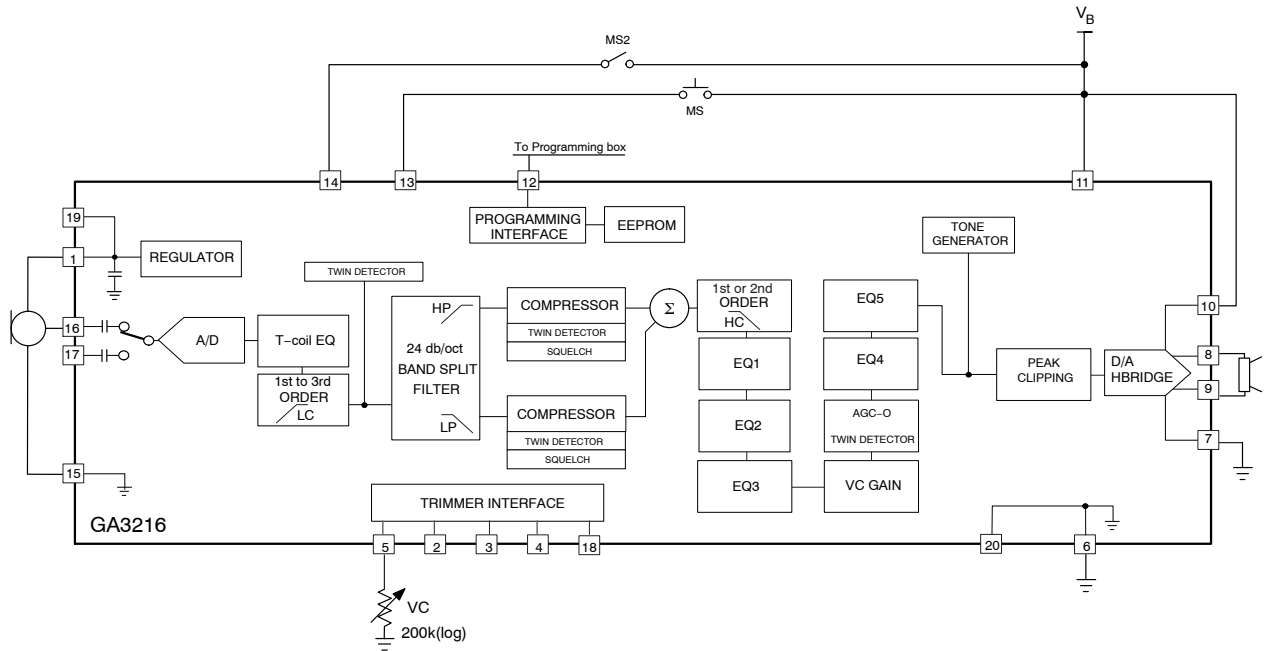 V
B
MS2
MS
To Programming box
14
13
12
11
19
PROGRAMMING
INTERFACE
EEPROM
TONE
GENERATOR
1
REGULATOR
TWIN DETECTOR
16
17
A/D
T−coil EQ
1st to 3rd
ORDER
LC
HP
24 db/oct
BAND SPLIT
FILTER
LP
COMPRESSOR
TWIN DETECTOR
SQUELCH
COMPRESSOR
TWIN DETECTOR
SQUELCH
Σ
1st or 2nd
ORDER
HC
EQ1
EQ2
EQ3
EQ5
EQ4
AGC−O
TWIN DETECTOR
VC GAIN
PEAK
CLIPPING
D/A
HBRIDGE
10
8
9
7
15
TRIMMER INTERFACE
GA3216
5
2
3
4
18
20
6
VC
200k(log)